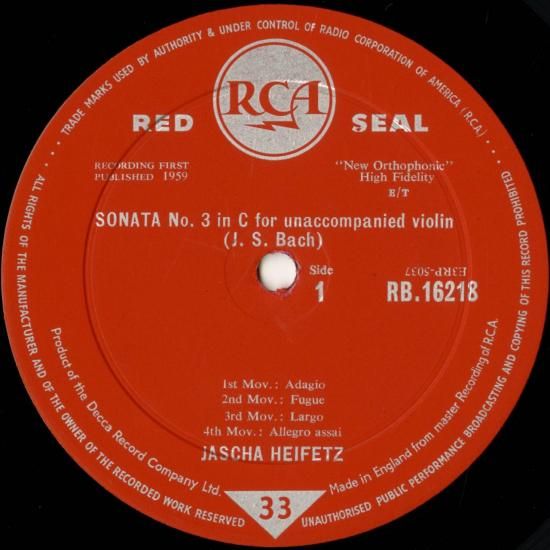 TRADE MARKS USED BY AUTHORITY & UNDER CONTROL OF RADIO CORPORATION OF AMERICA (R.C.A.)
RCA
RED SEAL
RECORDING FIRST
PUBLISHED 1959
"New Orthophonic"
High Fidelity
E/T
SONATA No. 3 in C for unaccompanied violin
(J. S. Bach)
Side
1
E3RP-5037
RB.16218
1st Mov.: Adagio
2nd Mov.: Fugue
3rd Mov.: Largo
4th Mov.: Allegro assai
JASCHA HEIFETZ
Product of the Decca Record Company Ltd.
Made in England from master Recording of R.C.A.
33
ALL RIGHTS OF THE MANUFACTURER AND OF THE OWNER OF THE RECORDED WORK RESERVED
UNAUTHORISED PUBLIC PERFORMANCE BROADCASTING AND COPYING OF THIS RECORD PROHIBITED